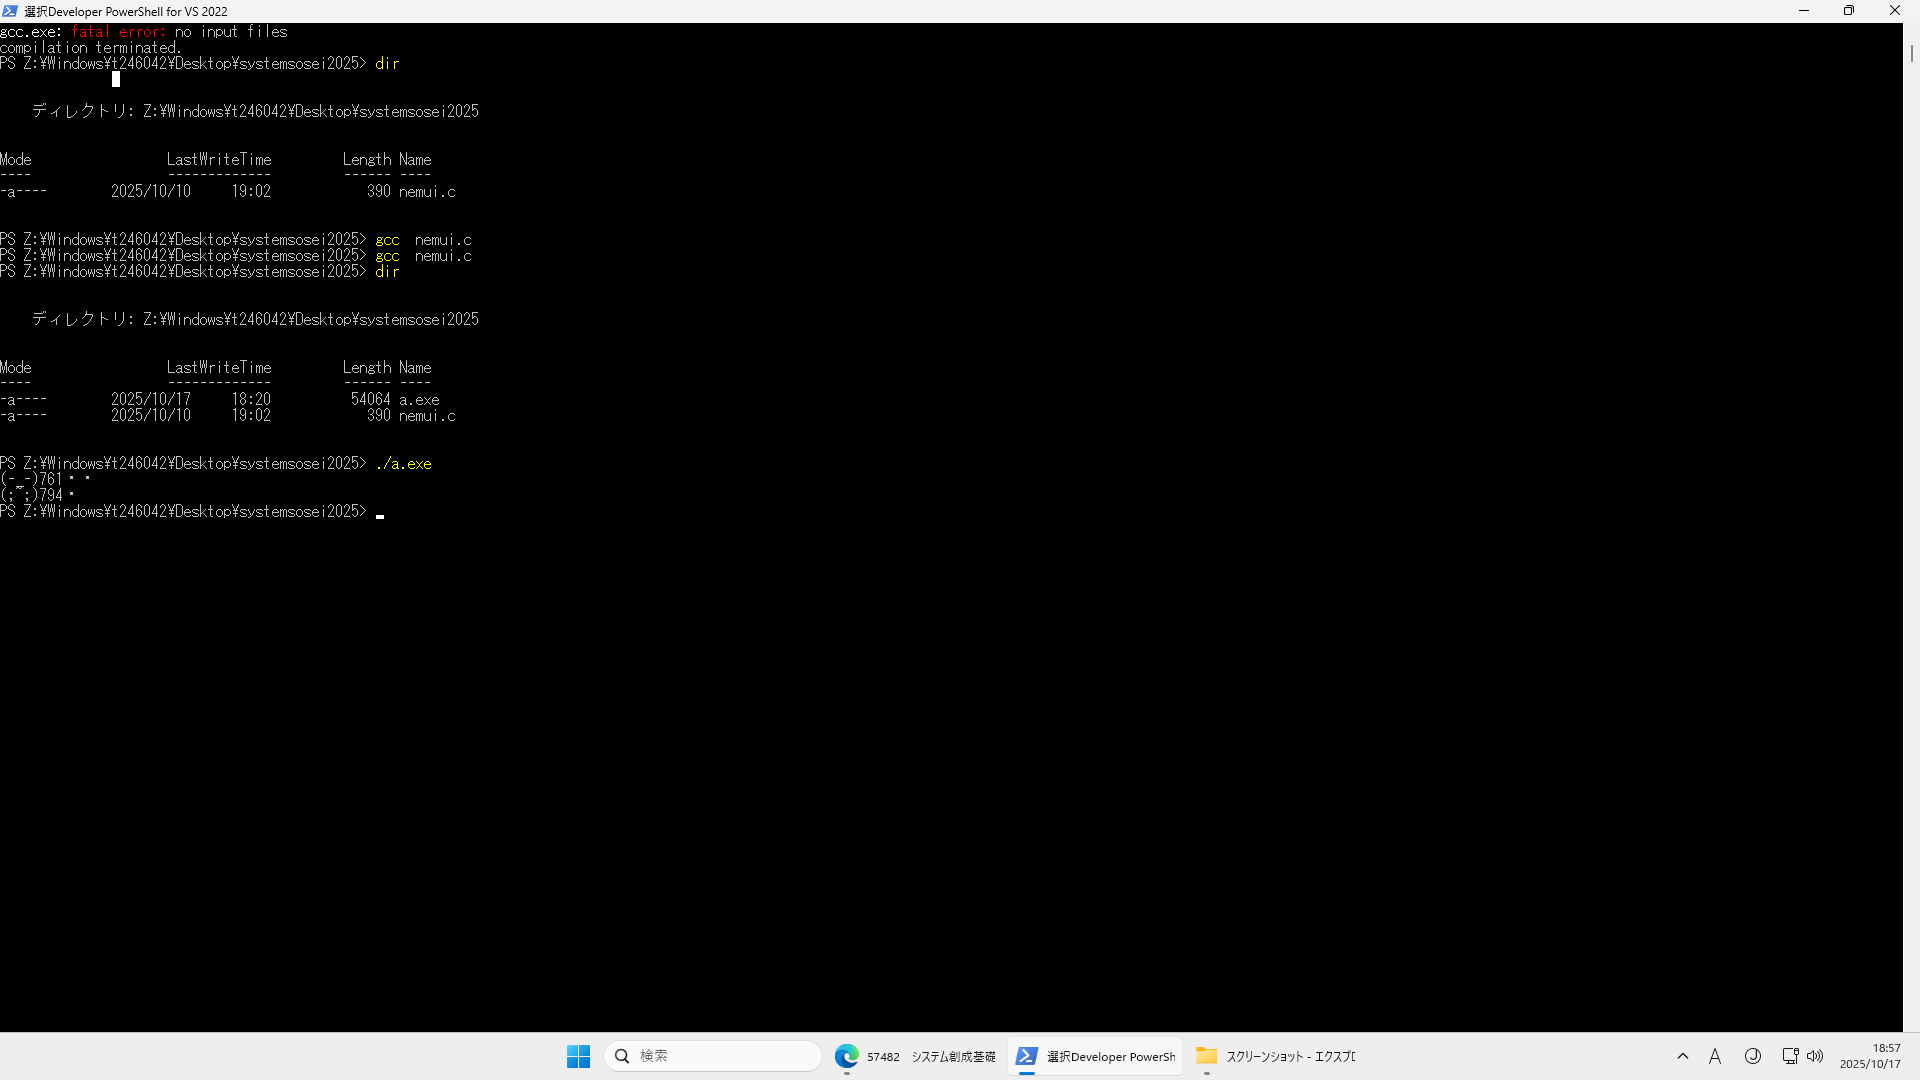 選択Developer PowerShell for VS 2022
gcc.exe: fatal error: no input files
compilation terminated.
PS Z:¥Windows¥t246042¥Desktop¥systemsosei2025> dir
ディレクトリ: Z:¥Windows¥t246042¥Desktop¥systemsosei2025
Mode                 LastWriteTime         Length Name
----                 -------------         ------ ----
-a----        2025/10/10     19:02            390 nemui.c
PS Z:¥Windows¥t246042¥Desktop¥systemsosei2025> gcc  nemui.c
PS Z:¥Windows¥t246042¥Desktop¥systemsosei2025> gcc  nemui.c
PS Z:¥Windows¥t246042¥Desktop¥systemsosei2025> dir
ディレクトリ: Z:¥Windows¥t246042¥Desktop¥systemsosei2025
Mode                 LastWriteTime         Length Name
----                 -------------         ------ ----
-a----        2025/10/17     18:20          54064 a.exe
-a----        2025/10/10     19:02            390 nemui.c
PS Z:¥Windows¥t246042¥Desktop¥systemsosei2025> ./a.exe
(-_-)761・・
(;~;)794・
PS Z:¥Windows¥t246042¥Desktop¥systemsosei2025>
検索
57482 システム創成基礎
選択Developer PowerSh
スクリーンショット - エクスプロ
A
18:57
2025/10/17